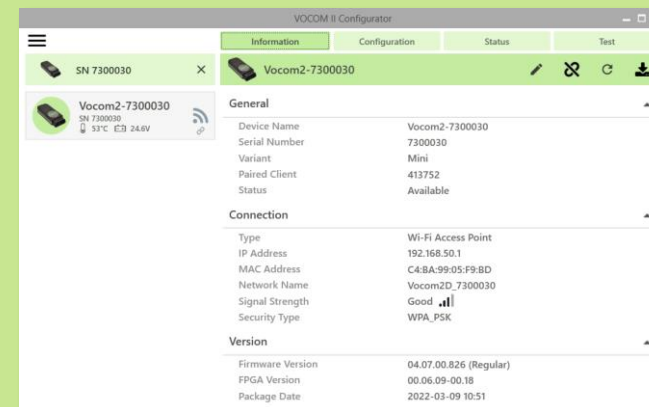 VOCOM II Configurator
Information Configuration Status Test
SN 7300030
Vocom2-7300030
Vocom2-7300030
SN 7300030
53°C 24.6V
General
Device Name Vocom2-7300030
Serial Number 7300030
Variant Mini
Paired Client 413752
Status Available
Connection
Type Wi-Fi Access Point
IP Address 192.168.50.1
MAC Address C4:BA:99:05:F9:BD
Network Name Vocom2D_7300030
Signal Strength Good
Security Type WPA_PSK
Version
Firmware Version 04.07.00.826 (Regular)
FPGA Version 00.06.09-00.18
Package Date 2022-03-09 10:51